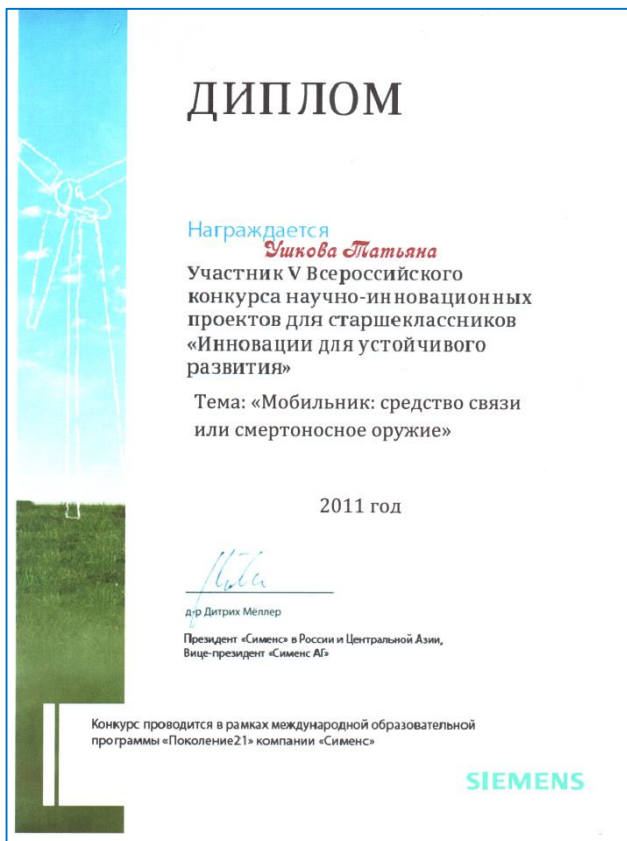 ДИПЛОМ
Награждается
Ушкова Татьяна
Участник V Всероссийского
конкурса научно-инновационных
проектов для старшеклассников
«Инновации для устойчивого
развития»
Тема: «Мобильник: средство связи
или смертоносное оружие»
2011 год
д-р Дитрих Мёллер
Президент «Сименс» в России и Центральной Азии,
Вице-президент «Сименс АГ»
Конкурс проводится в рамках международной образовательной
программы «Поколение21» компании «Сименс»
SIEMENS